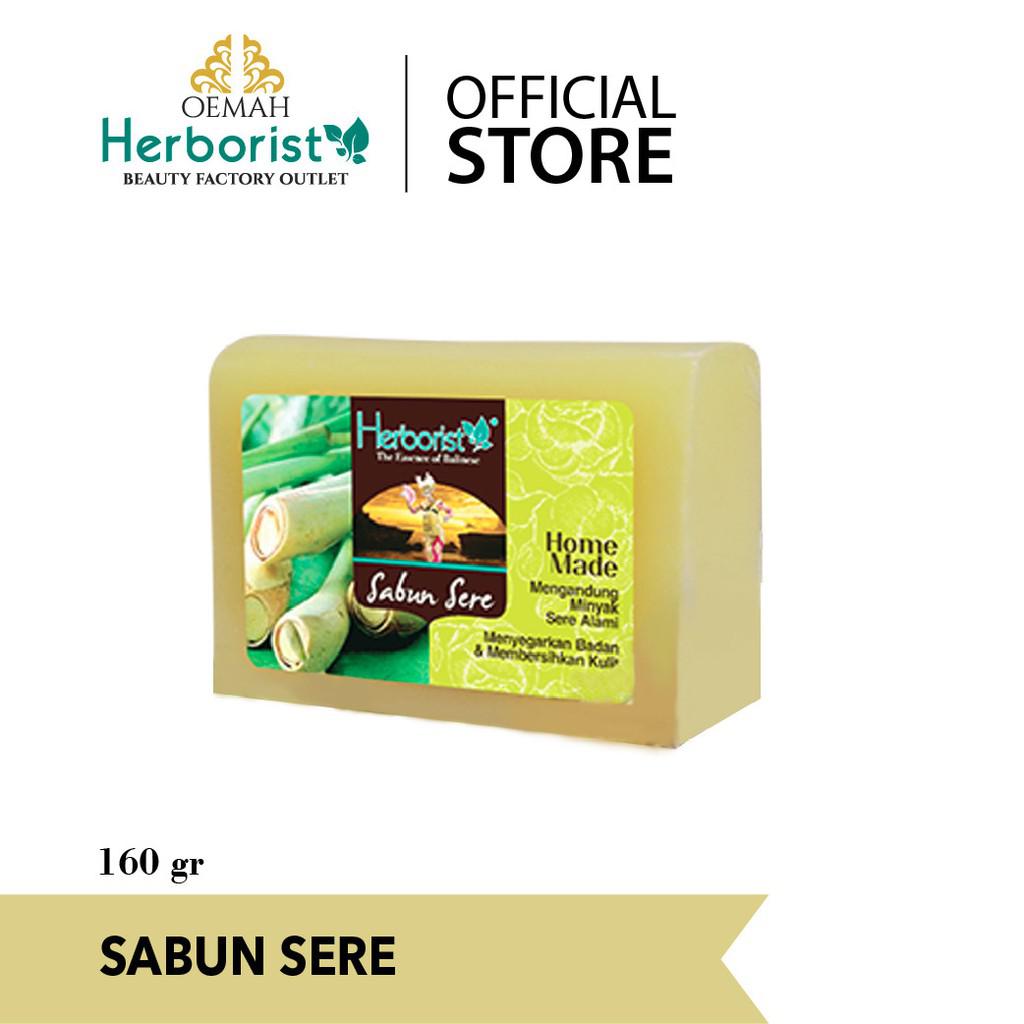 OEMAH
Herborist
BEAUTY FACTORY OUTLET
OFFICIAL
STORE
Herborist
The Essence of Balinese
Sabun Sere
Home
Made
Mengandung
Minyak
Sere Alami
Menyegarkan Badan
& Membersihkan Kulit
160 gr
SABUN SERE